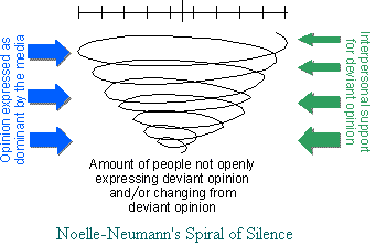 Opinion expressed as
dominant by the media
Interpersonal support
for deviant opinion
Amount of people not openly
expressing deviant opinion
and/or changing from
deviant opinion
Noelle-Neumann's Spiral of Silence